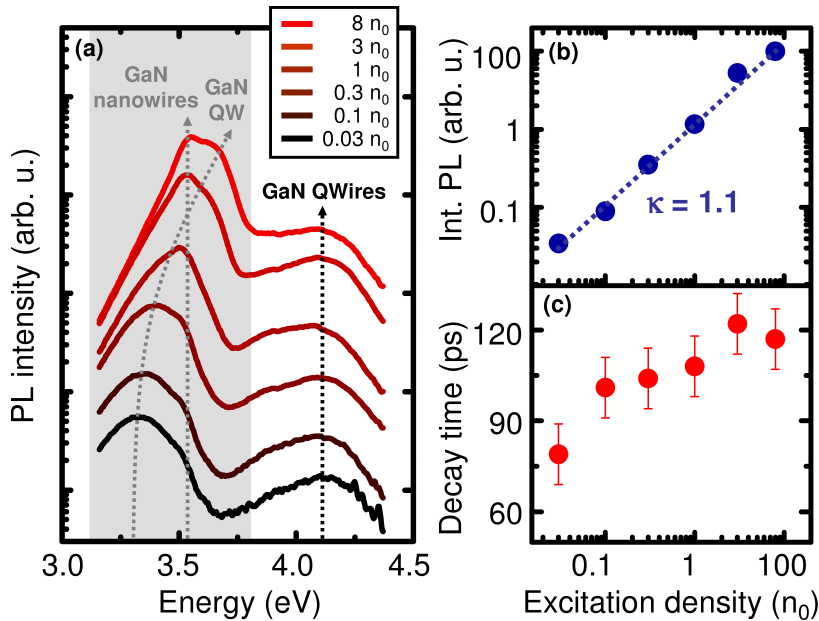 (a)
8 n₀
3 n₀
1 n₀
0.3 n₀
0.1 n₀
0.03 n₀
GaN
nanowires
GaN
QW
GaN QWires
PL intensity (arb. u.)
3.0
3.5
4.0
4.5
Energy (eV)
(b)
100
1
0.1
Int. PL (arb. u.)
κ = 1.1
(c)
120
90
60
Decay time (ps)
0.1
1
100
Excitation density (n₀)